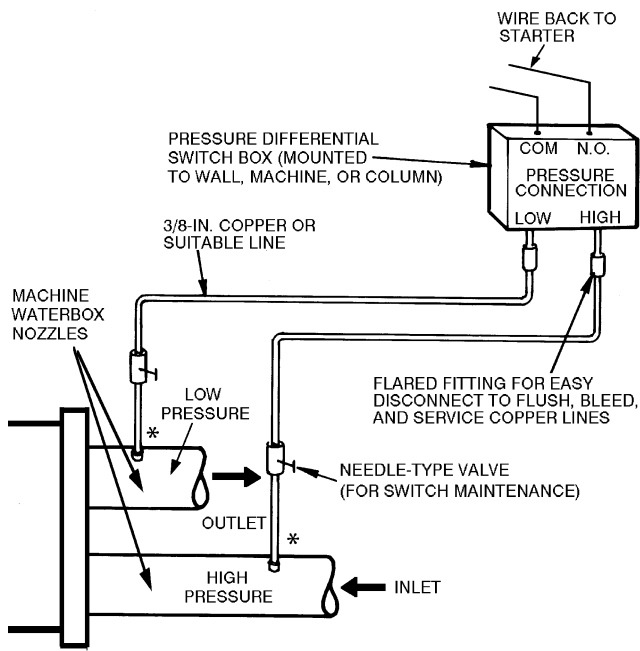 WIRE BACK TO
STARTER
PRESSURE DIFFERENTIAL
SWITCH BOX (MOUNTED
TO WALL, MACHINE, OR COLUMN)
COM N.O.
PRESSURE
CONNECTION
LOW HIGH
3/8-IN. COPPER OR
SUITABLE LINE
MACHINE
WATERBOX
NOZZLES
FLARED FITTING FOR EASY
DISCONNECT TO FLUSH, BLEED,
AND SERVICE COPPER LINES
LOW
PRESSURE
*
NEEDLE-TYPE VALVE
(FOR SWITCH MAINTENANCE)
OUTLET
*
HIGH
PRESSURE
INLET